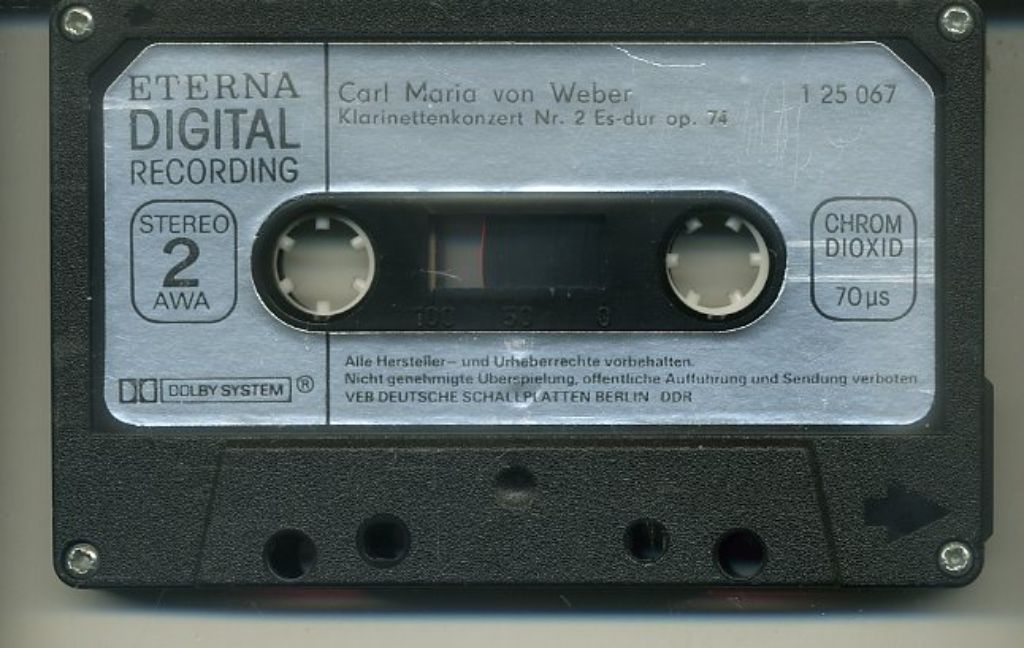 ETERNA
DIGITAL
RECORDING
Carl Maria von Weber
Klarinettenkonzert Nr. 2 Es-dur op. 74
1 25 067
STEREO
2
AWA
CHROM
DIOXID
70 µs
100 50 0
DOLBY SYSTEM ®
Alle Hersteller- und Urheberrechte vorbehalten.
Nicht genehmigte Überspielung, öffentliche Aufführung und Sendung verboten
VEB DEUTSCHE SCHALLPLATTEN BERLIN DDR